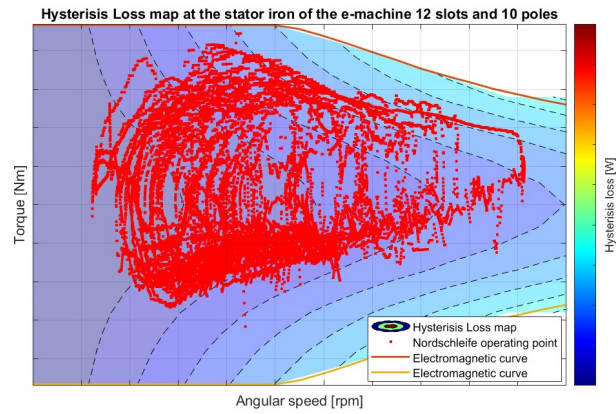 Hysterisis Loss map at the stator iron of the e-machine 12 slots and 10 poles
Torque [Nm]
Hysterisis loss [W]
Hysterisis Loss map
Nordschleife operating point
Electromagnetic curve
Electromagnetic curve
Angular speed [rpm]